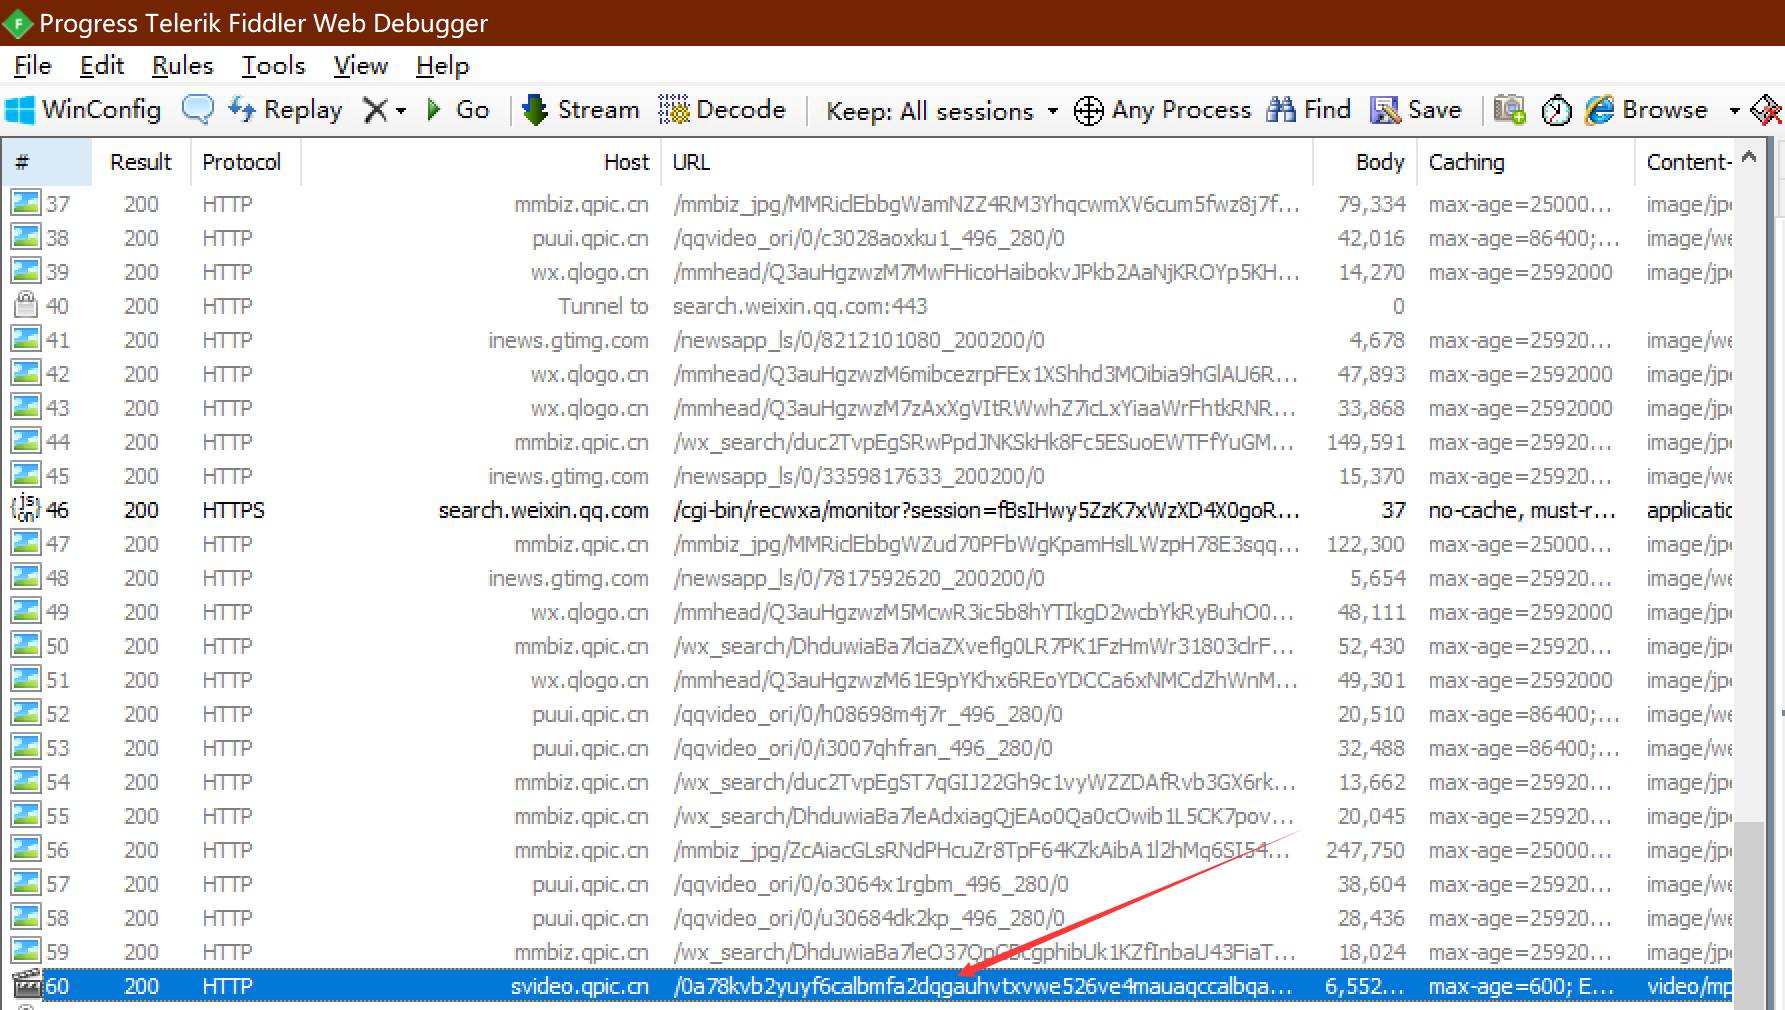 Progress Telerik Fiddler Web Debugger
File Edit Rules Tools View Help
WinConfig Replay Go Stream Decode Keep: All sessions Any Process Find Save Browse
# Result Protocol Host URL Body Caching Content-
37 200 HTTP mmbiz.qpic.cn /mmbiz_jpg/MMRiclEbbgWamNZZ4RM3YhqcwmXV6cum5fwz8j7f... 79,334 max-age=25000... image/jp
38 200 HTTP puui.qpic.cn /qqvideo_ori/0/c3028aoxku1_496_280/0 42,016 max-age=86400;... image/we
39 200 HTTP wx.qlogo.cn /mmhead/Q3auHgzwzM7MwFHicoHaibokvJPkb2AaNjKROYp5KH... 14,270 max-age=2592000 image/jp
40 200 HTTP Tunnel to search.weixin.qq.com:443 0
41 200 HTTP inews.gtimg.com /newsapp_ls/0/8212101080_200200/0 4,678 max-age=25920... image/we
42 200 HTTP wx.qlogo.cn /mmhead/Q3auHgzwzM6mibcezrpFEx1XShhd3MOibia9hGlAU6R... 47,893 max-age=2592000 image/jp
43 200 HTTP wx.qlogo.cn /mmhead/Q3auHgzwzM7zAxXgVItRWwhZ7icLxYiaaWrFhtkRNR... 33,868 max-age=2592000 image/jp
44 200 HTTP mmbiz.qpic.cn /wx_search/duc2TvpEgSRwPpdJNKSkHk8Fc5ESuoEWTFfYuGM... 149,591 max-age=25920... image/jp
45 200 HTTP inews.gtimg.com /newsapp_ls/0/3359817633_200200/0 15,370 max-age=25920... image/we
46 200 HTTPS search.weixin.qq.com /cgi-bin/recwxa/monitor?session=fBsIHwy5ZzK7xWzXD4X0goR... 37 no-cache, must-r... applicatio
47 200 HTTP mmbiz.qpic.cn /mmbiz_jpg/MMRiclEbbgWZud70PFbWgKpamHslLWzpH78E3sqq... 122,300 max-age=25000... image/jp
48 200 HTTP inews.gtimg.com /newsapp_ls/0/7817592620_200200/0 5,654 max-age=25920... image/we
49 200 HTTP wx.qlogo.cn /mmhead/Q3auHgzwzM5McwR3ic5b8hYTIkgD2wcbYkRyBuhO0... 48,111 max-age=2592000 image/jp
50 200 HTTP mmbiz.qpic.cn /wx_search/DhduwiaBa7lciaZXveflg0LR7PK1FzHmWr31803clrF... 52,430 max-age=25920... image/jp
51 200 HTTP wx.qlogo.cn /mmhead/Q3auHgzwzM61E9pYKhx6REoYDCCa6xNMCdZhWnM... 49,301 max-age=2592000 image/jp
52 200 HTTP puui.qpic.cn /qqvideo_ori/0/h08698m4j7r_496_280/0 20,510 max-age=86400;... image/we
53 200 HTTP puui.qpic.cn /qqvideo_ori/0/i3007qhfran_496_280/0 32,488 max-age=86400;... image/we
54 200 HTTP mmbiz.qpic.cn /wx_search/duc2TvpEgST7qGIJ22Gh9c1vyWZZDAfRvb3GX6rk... 13,662 max-age=25920... image/jp
55 200 HTTP mmbiz.qpic.cn /wx_search/DhduwiaBa7leAdxiagQjEAo0Qa0cOwib1L5CK7pov... 20,045 max-age=25920... image/jp
56 200 HTTP mmbiz.qpic.cn /mmbiz_jpg/ZcAiacGLsRNdPHcuZr8TpF64KZkAibA1l2hMq6SI54... 247,750 max-age=25000... image/jp
57 200 HTTP puui.qpic.cn /qqvideo_ori/0/o3064x1rgbm_496_280/0 38,604 max-age=25920... image/we
58 200 HTTP puui.qpic.cn /qqvideo_ori/0/u30684dk2kp_496_280/0 28,436 max-age=25920... image/we
59 200 HTTP mmbiz.qpic.cn 18,024 max-age=25920... image/jp
60 200 HTTP svideo.qpic.cn /0a78kvb2yuyf6calbmfa2dqgauhvtxvwe526ve4mauaqccalbqa... 6,552... max-age=600; E... video/mp